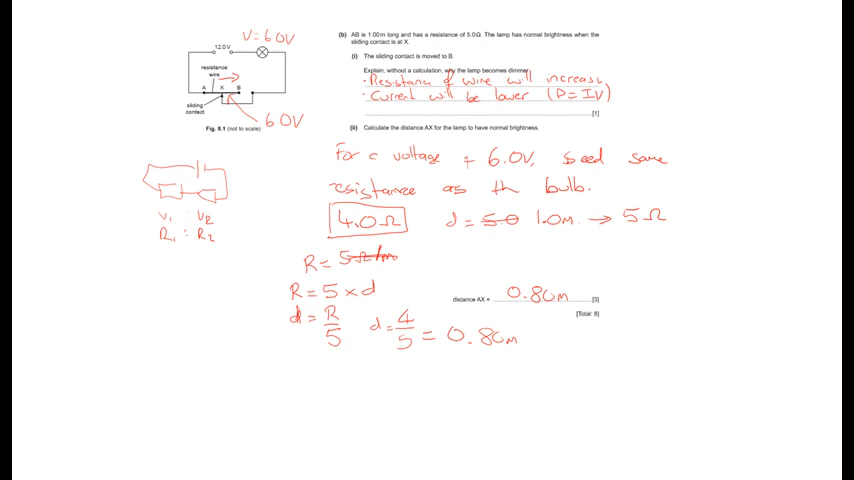 V = 6.0V
12.0 V
resistance
wire
A X B
sliding
contact
6.0V
Fig. 8.1 (not to scale)
(b) AB is 1.00 m long and has a resistance of 5.0 Ω. The lamp has normal brightness when the
sliding contact is at X.
(i) The sliding contact is moved to B.
Explain, without a calculation, why the lamp becomes dimmer.
• Resistance of wire will increase
• Current will be lower (P = IV)
[1]
(ii) Calculate the distance AX for the lamp to have normal brightness.
For a voltage 6.0V, need same
resistance as the bulb.
V1 : V2
R1 : R2
4.0Ω
d = 5.0 1.0m. → 5Ω
R = 5Ω/m
R = 5 × d
d = R/5
d = 4/5 = 0.80m
distance AX = 0.80m [3]
[Total: 8]